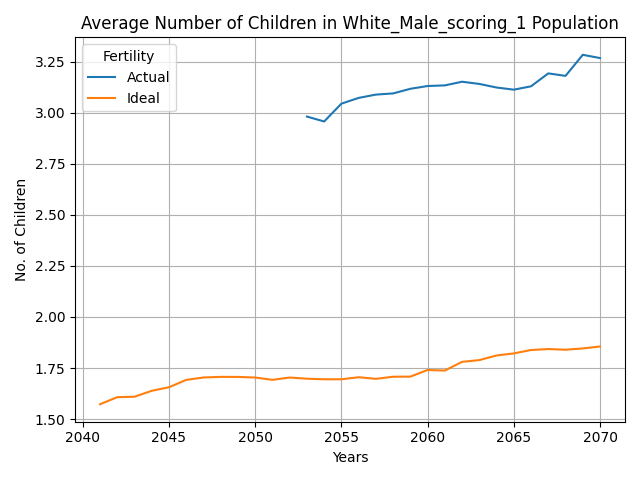 Average Number of Children in White_Male_scoring_1 Population
Fertility
Actual
Ideal
3.25
3.00
2.75
2.50
2.25
2.00
1.75
1.50
No. of Children
2040 2045 2050 2055 2060 2065 2070
Years